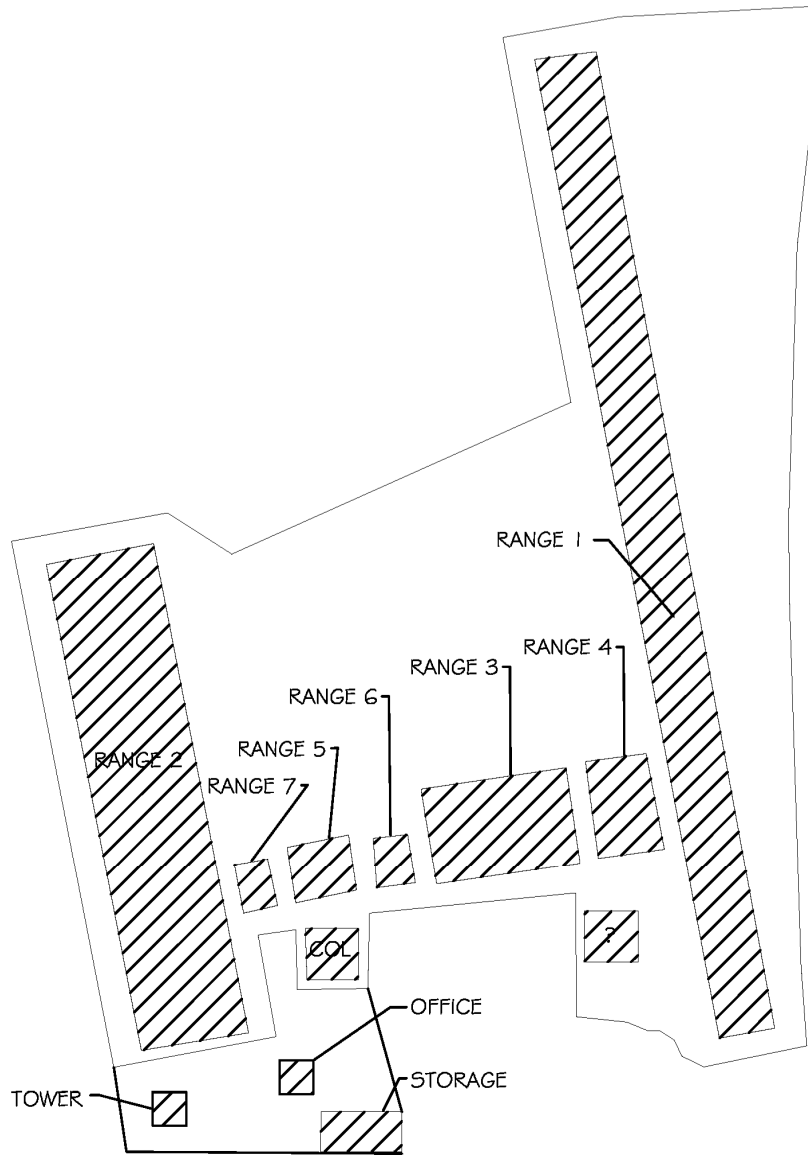 RANGE 1
RANGE 4
RANGE 3
RANGE 6
RANGE 5
RANGE 2
RANGE 7
COL
?
OFFICE
STORAGE
TOWER